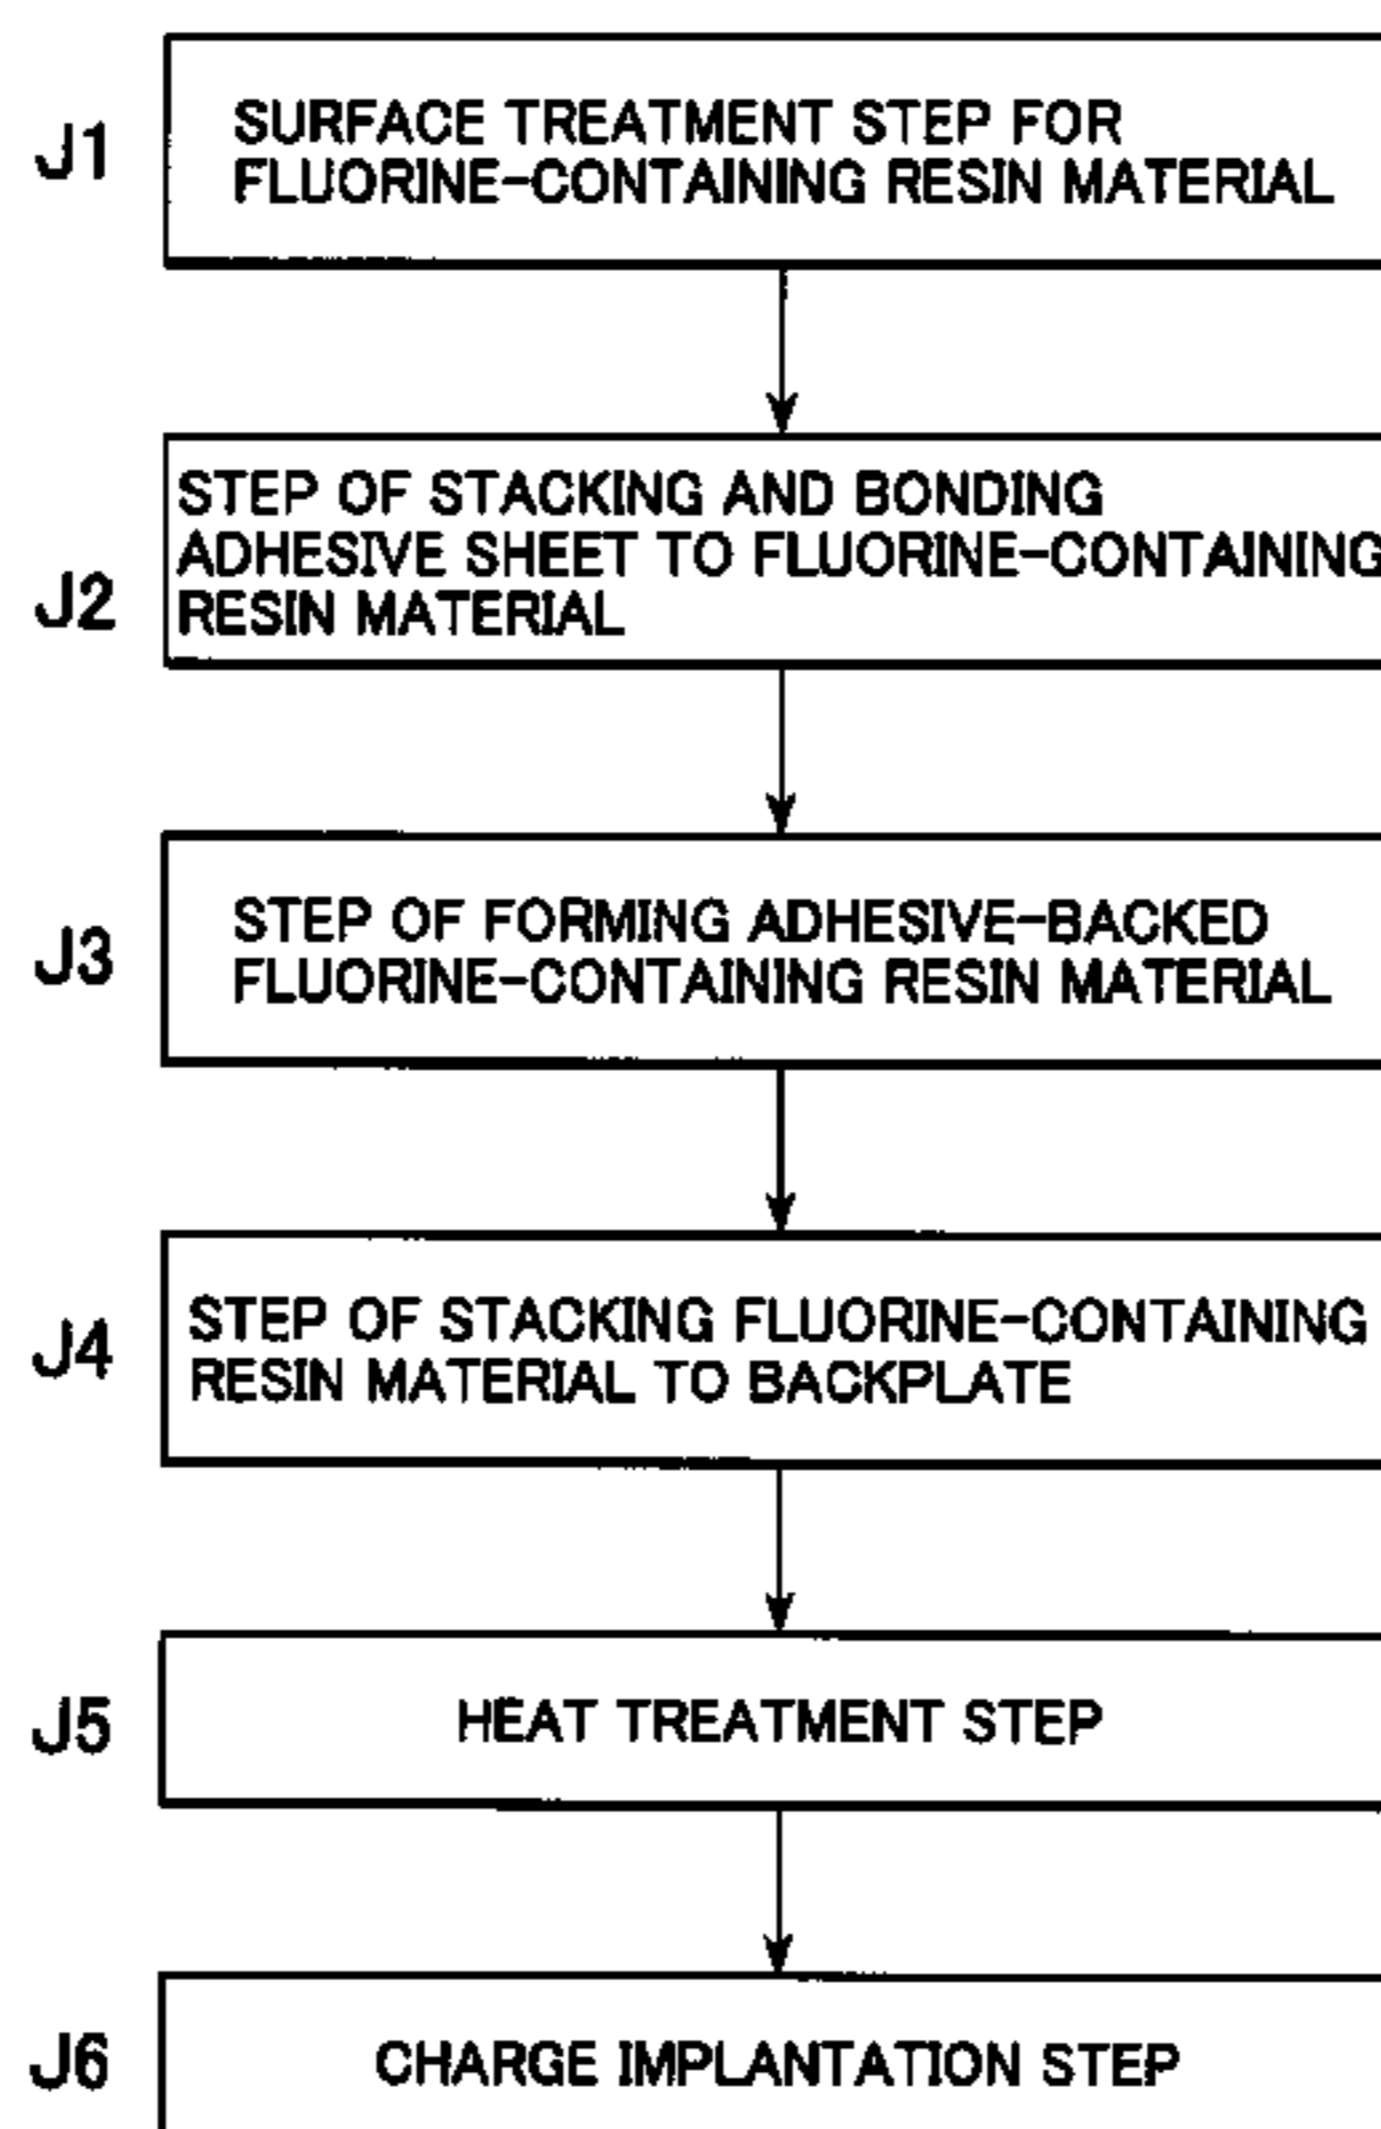 J1
SURFACE TREATMENT STEP FOR
FLUORINE-CONTAINING RESIN MATERIAL
J2
STEP OF STACKING AND BONDING
ADHESIVE SHEET TO FLUORINE-CONTAINING
RESIN MATERIAL
J3
STEP OF FORMING ADHESIVE-BACKED
FLUORINE-CONTAINING RESIN MATERIAL
J4
STEP OF STACKING FLUORINE-CONTAINING
RESIN MATERIAL TO BACKPLATE
J5
HEAT TREATMENT STEP
J6
CHARGE IMPLANTATION STEP